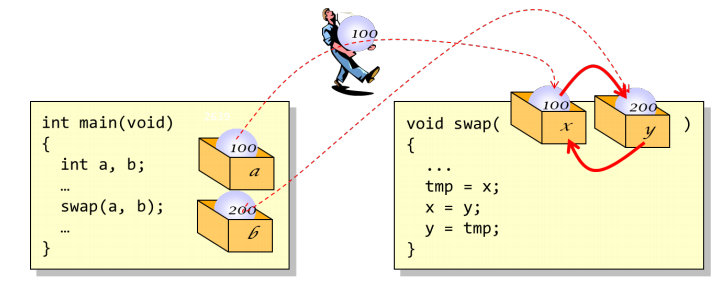 100
int main(void)
{
int a, b;
…
swap(a, b);
…
}
100
a
200
b
void swap( )
{
...
tmp = x;
x = y;
y = tmp;
}
100
x
200
y